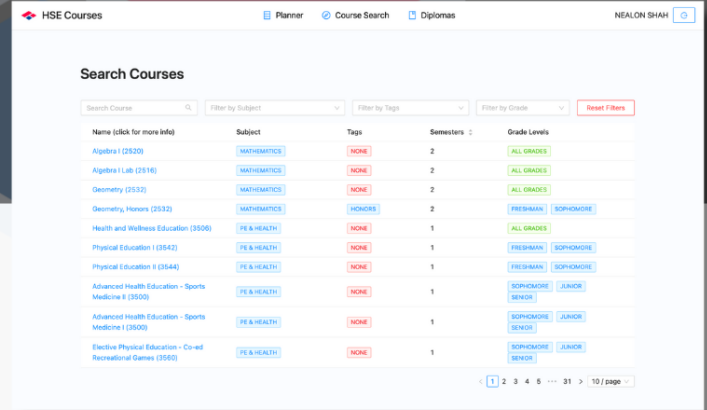 HSE Courses Planner Course Search Diplomas NEALON SHAH
Search Courses
Search Course Filter by Subject Filter by Tags Filter by Grade Reset Filters
Name (click for more info) Subject Tags Semesters Grade Levels
Algebra I (2520) MATHEMATICS NONE 2 ALL GRADES
Algebra I Lab (2516) MATHEMATICS NONE 2 ALL GRADES
Geometry (2532) MATHEMATICS NONE 2 ALL GRADES
Geometry, Honors (2532) MATHEMATICS HONORS 2 FRESHMAN SOPHOMORE
Health and Wellness Education (3506) PE & HEALTH NONE 1 ALL GRADES
Physical Education I (3542) PE & HEALTH NONE 1 FRESHMAN SOPHOMORE
Physical Education II (3544) PE & HEALTH NONE 1 FRESHMAN SOPHOMORE
Advanced Health Education - Sports
Medicine II (3500) PE & HEALTH NONE 1 SOPHOMORE JUNIOR
SENIOR
Advanced Health Education - Sports
Medicine I (3500) PE & HEALTH NONE 1 SOPHOMORE JUNIOR
SENIOR
Elective Physical Education - Co-ed
Recreational Games (3560) PE & HEALTH NONE 1 SOPHOMORE JUNIOR
SENIOR
< 1 2 3 4 5 ••• 31 > 10 / page